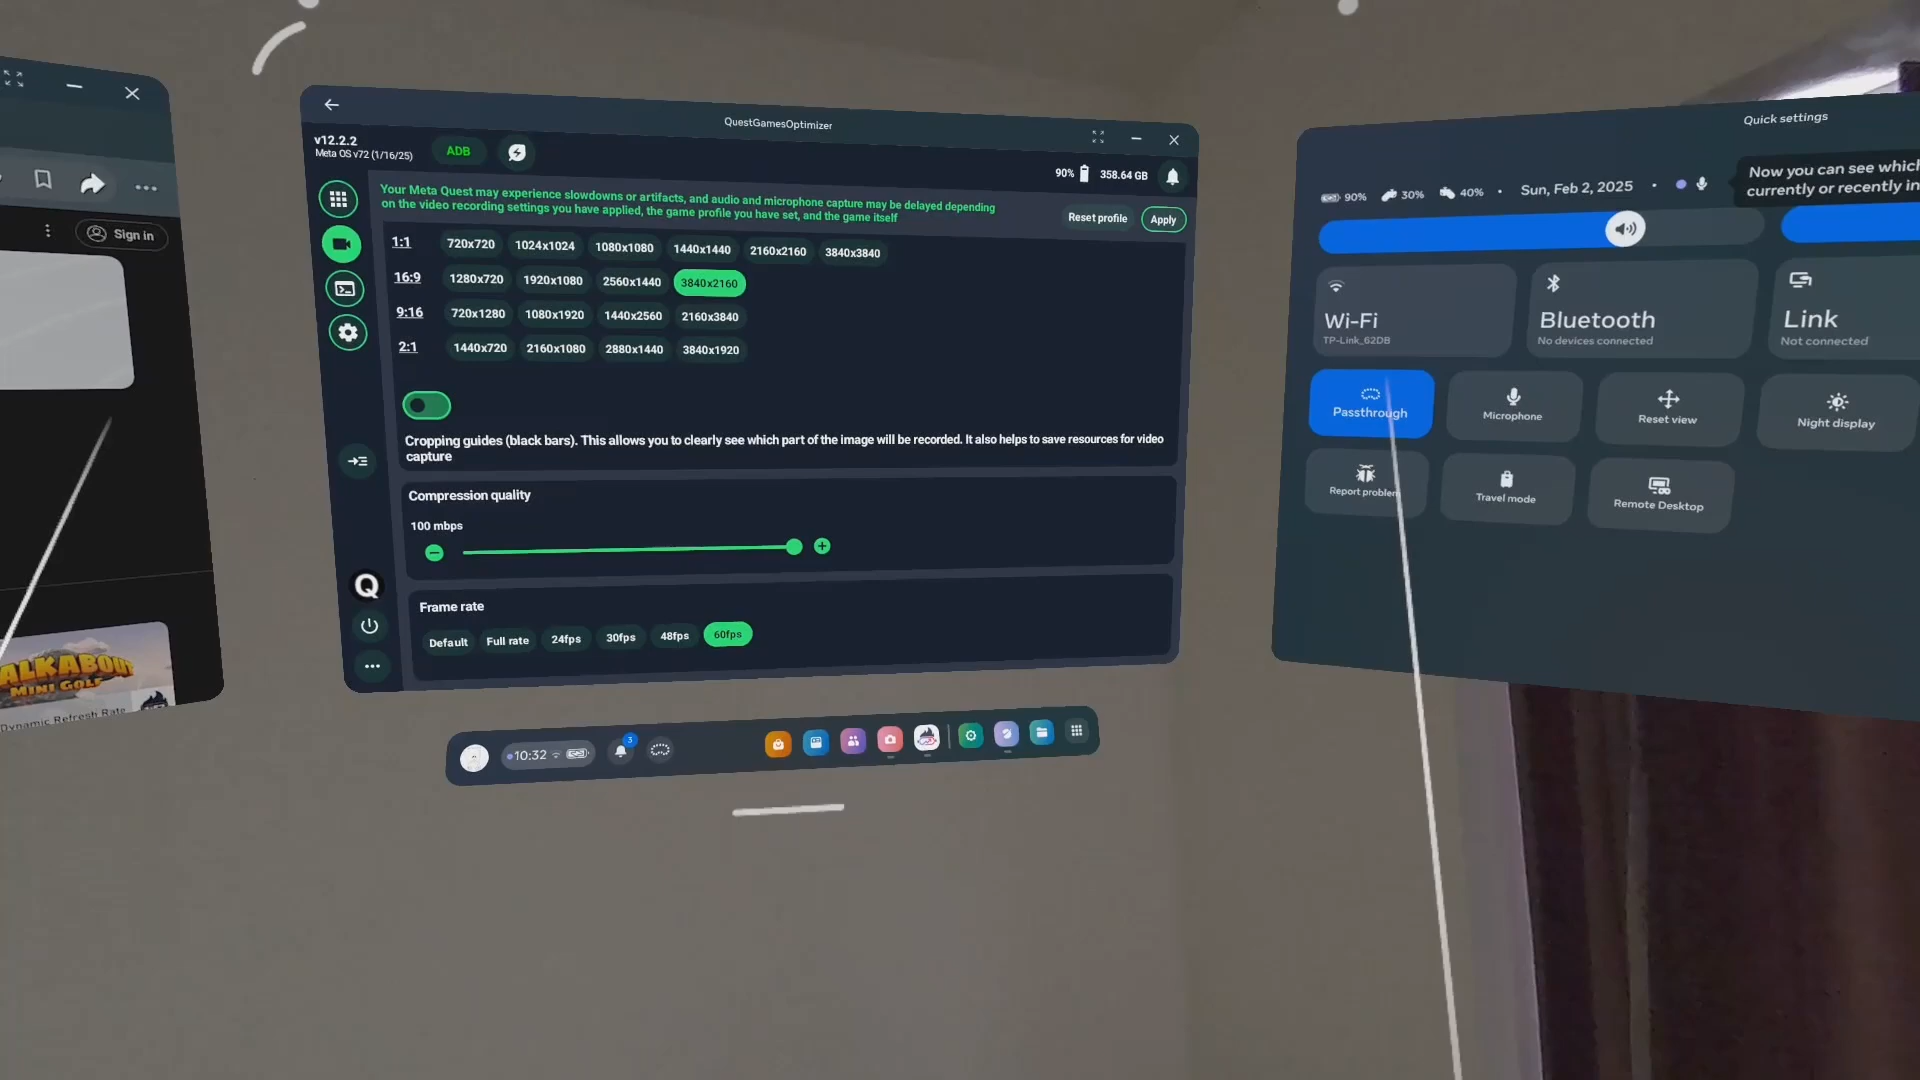 Sign in
MINI GOLF
Dynamic Refresh Rate
QuestGamesOptimizer
v12.2.2
Meta OS v72 (1/16/25)
ADB
90%
358.64 GB
Your Meta Quest may experience slowdowns or artifacts, and audio and microphone capture may be delayed depending
on the video recording settings you have applied, the game profile you have set, and the game itself
Reset profile
Apply
1:1 720x720 1024x1024 1080x1080 1440x1440 2160x2160 3840x3840
16:9 1280x720 1920x1080 2560x1440 3840x2160
9:16 720x1280 1080x1920 1440x2560 2160x3840
2:1 1440x720 2160x1080 2880x1440 3840x1920
Cropping guides (black bars). This allows you to clearly see which part of the image will be recorded. It also helps to save resources for video
capture
Compression quality
100 mbps
Frame rate
Default Full rate 24fps 30fps 48fps 60fps
Q
10:32
3
Quick settings
90% 30% 40% • Sun, Feb 2, 2025 •
Now you can see which
currently or recently in
Wi-Fi
TP-Link_62DB
Bluetooth
No devices connected
Link
Not connected
Passthrough
Microphone
Reset view
Night display
Report problem
Travel mode
Remote Desktop